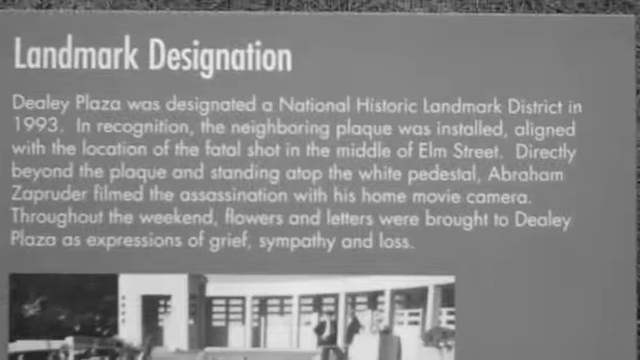 Landmark Designation
Dealey Plaza was designated a National Historic Landmark District in
1993. In recognition, the neighboring plaque was installed, aligned
with the location of the fatal shot in the middle of Elm Street. Directly
beyond the plaque and standing atop the white pedestal, Abraham
Zapruder filmed the assassination with his home movie camera.
Throughout the weekend, flowers and letters were brought to Dealey
Plaza as expressions of grief, sympathy and loss.